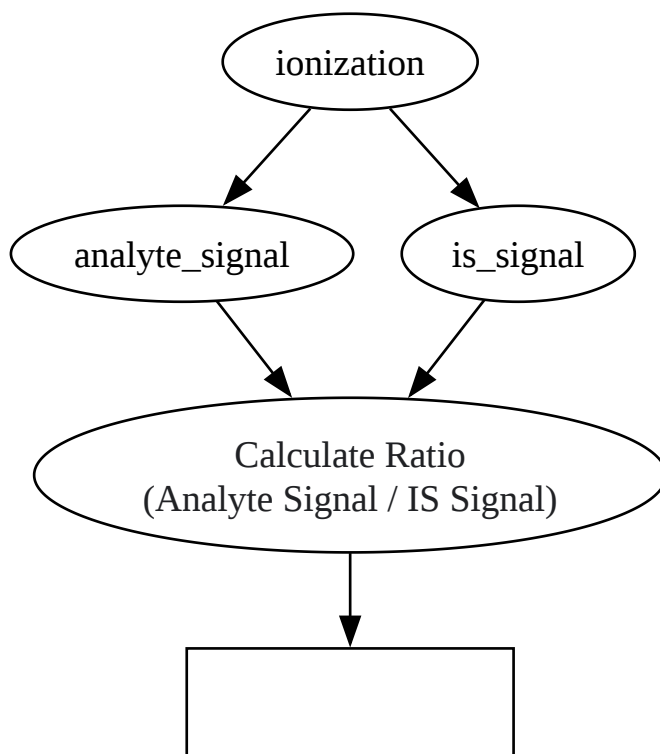 ionization
analyte_signal
is_signal
Calculate Ratio
(Analyte Signal / IS Signal)